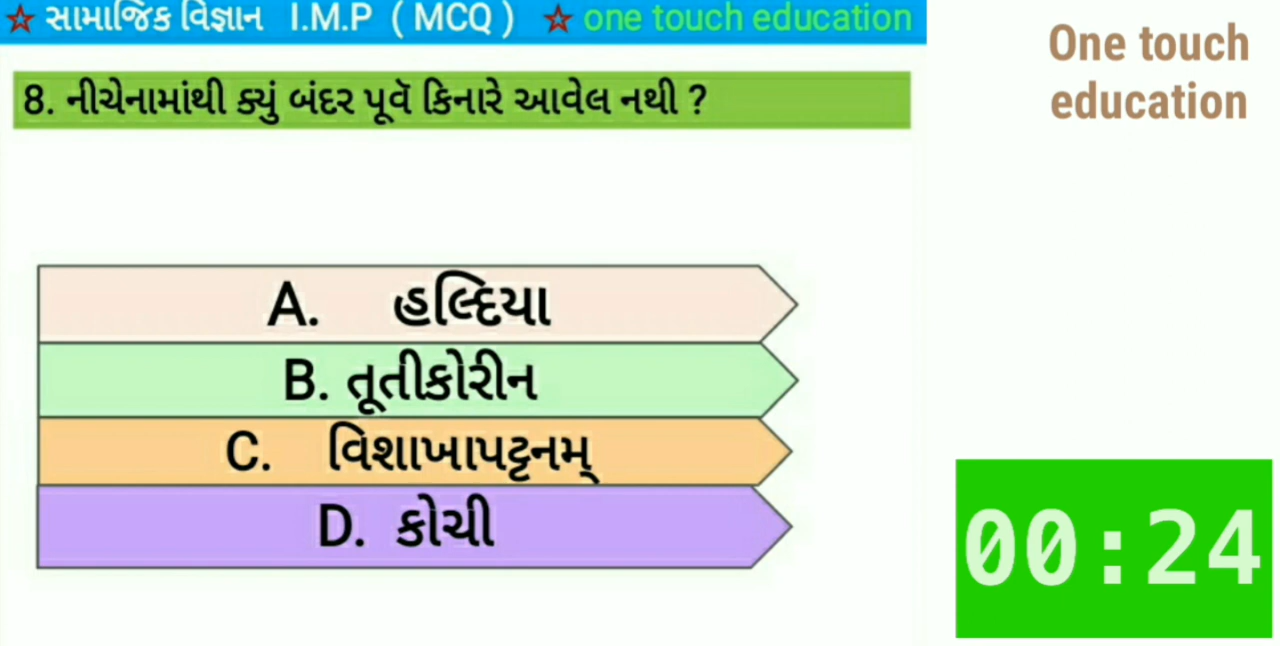 ☆ સામાજિક વિજ્ઞાન I.M.P ( MCQ ) ☆ one touch education
One touch
education
8. નીચેનામાંથી ક્યું બંદર પૂર્વ કિનારે આવેલ નથી ?
A. હલ્દિયા
B. તૂતીકોરીન
C. વિશાખાપટ્ટનમ્
D. કોચી
00:24